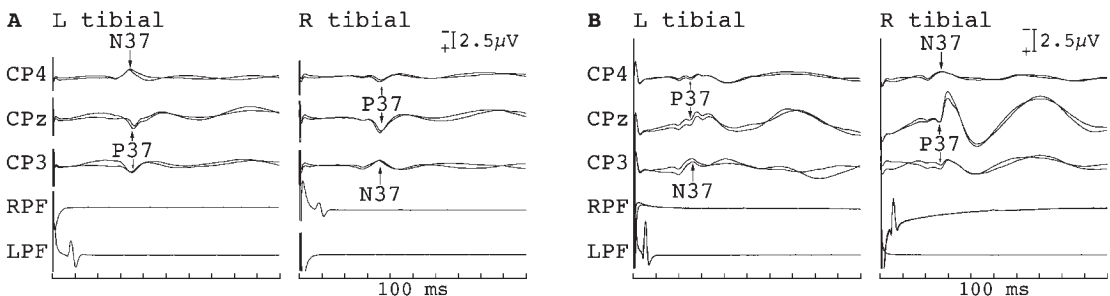 A L tibial R tibial
N37
-
+ 2.5µV
CP4
P37
CPz
P37
CP3
N37
RPF
LPF
100 ms
B L tibial R tibial
N37
-
+ 2.5µV
CP4
P37
CPz
P37
CP3
N37
RPF
LPF
100 ms